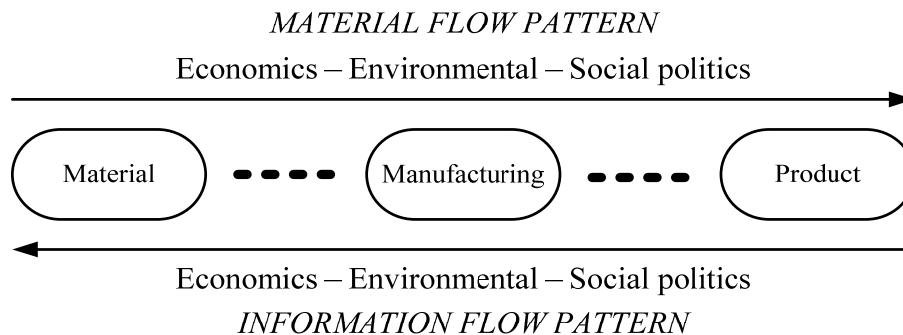 MATERIAL FLOW PATTERN
Economics – Environmental – Social politics
Material
Manufacturing
Product
Economics – Environmental – Social politics
INFORMATION FLOW PATTERN